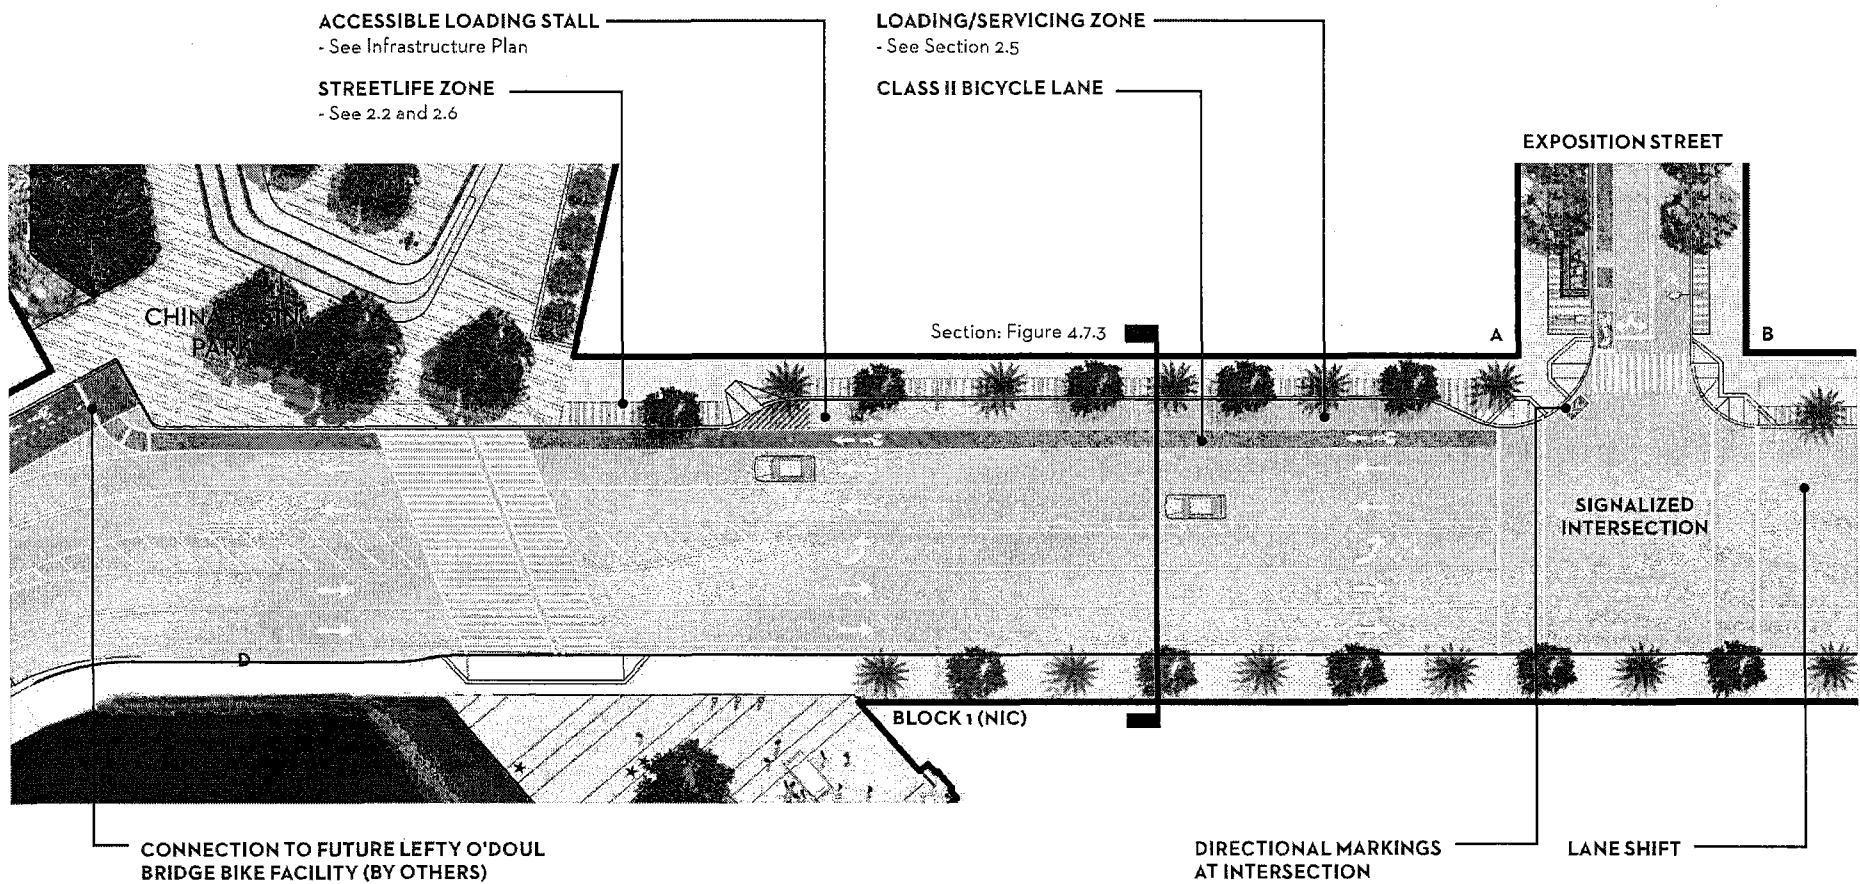 ACCESSIBLE LOADING STALL
- See Infrastructure Plan
STREETLIFE ZONE
- See 2.2 and 2.6
LOADING/SERVICING ZONE
- See Section 2.5
CLASS II BICYCLE LANE
EXPOSITION STREET
CHINA BASIN
PARK
Section: Figure 4.7.3
A
B
SIGNALIZED
INTERSECTION
D
BLOCK 1 (NIC)
CONNECTION TO FUTURE LEFTY O'DOUL
BRIDGE BIKE FACILITY (BY OTHERS)
DIRECTIONAL MARKINGS
AT INTERSECTION
LANE SHIFT